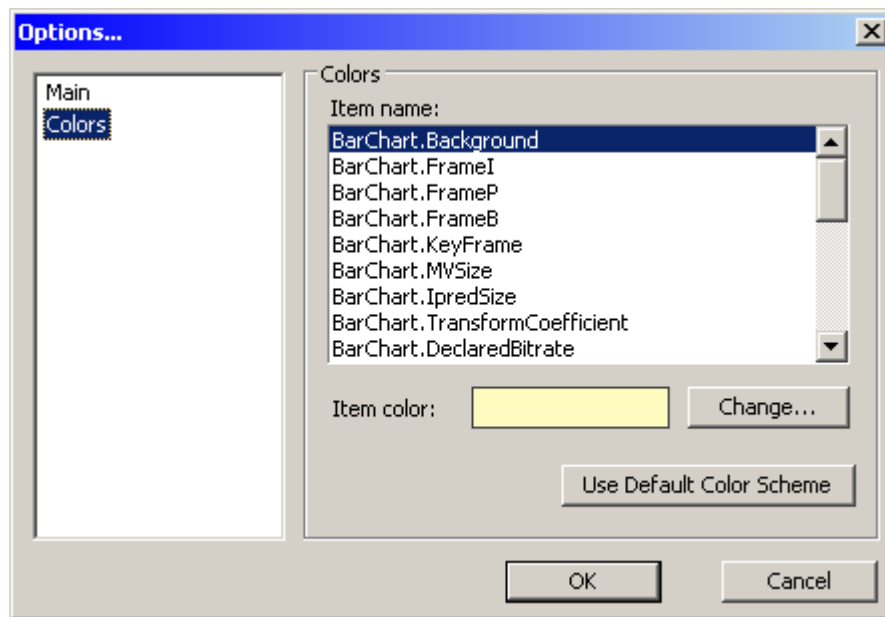 Options...
Main
Colors
Colors
Item name:
BarChart.Background
BarChart.FrameI
BarChart.FrameP
BarChart.FrameB
BarChart.KeyFrame
BarChart.MVSize
BarChart.IpredSize
BarChart.TransformCoefficient
BarChart.DeclaredBitrate
Item color:
Change...
Use Default Color Scheme
OK
Cancel